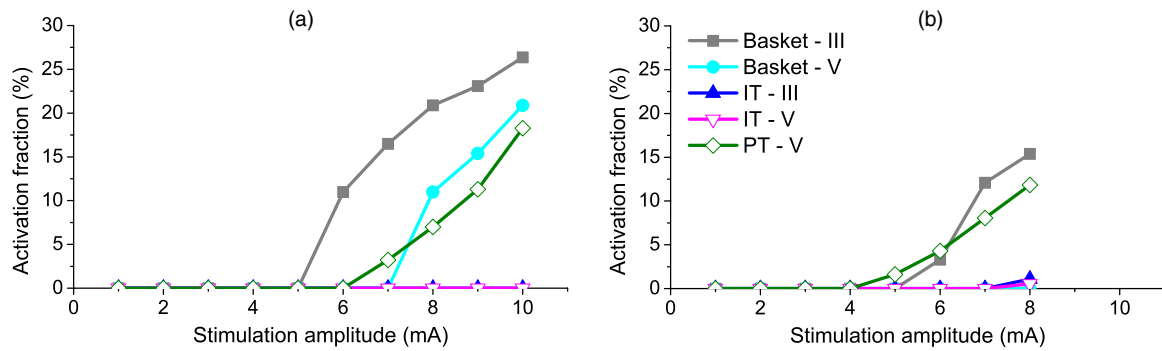 (a)
30
25
20
15
10
5
0
Activation fraction (%)
0 2 4 6 8 10
Stimulation amplitude (mA)
(b)
30
25
20
15
10
5
0
Activation fraction (%)
Basket - III
Basket - V
IT - III
IT - V
PT - V
0 2 4 6 8 10
Stimulation amplitude (mA)